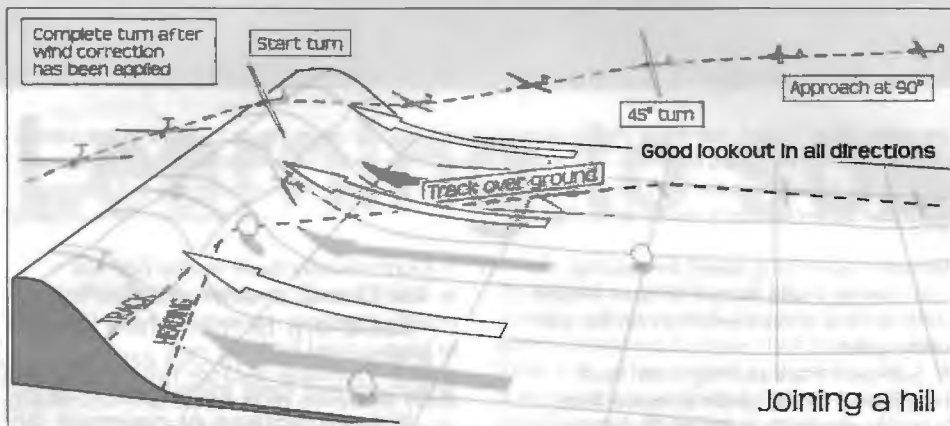 Complete turn after
wind correction
has been applied
Start turn
Approach at 90°
45° turn
Good lookout in all directions
Track over ground
TRACK
HEADING
Joining a hill